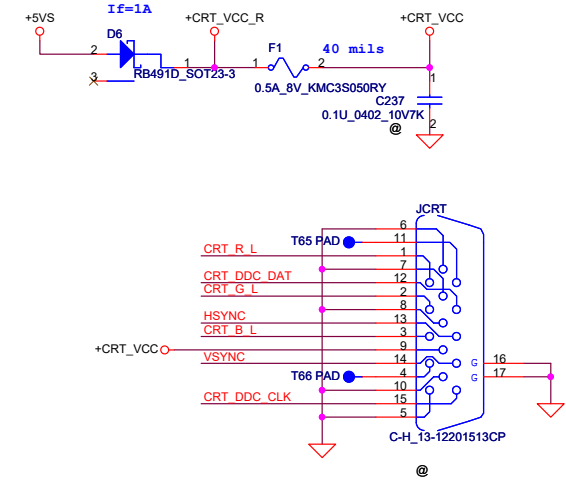 If=1A
+5VS
+CRT_VCC_R
+CRT_VCC
D6
2
1
3
RB491D_SOT23-3
F1
1
2
40 mils
0.5A_8V_KMC3S050RY
1
C237
0.1U_0402_10V7K
2
@
JCRT
6
T65 PAD
11
CRT_R_L
1
7
CRT_DDC_DAT
12
CRT_G_L
2
8
HSYNC
13
CRT_B_L
3
+CRT_VCC
9
VSYNC
14
G
16
T66 PAD
4
G
17
10
CRT_DDC_CLK
15
5
C-H_13-12201513CP
@